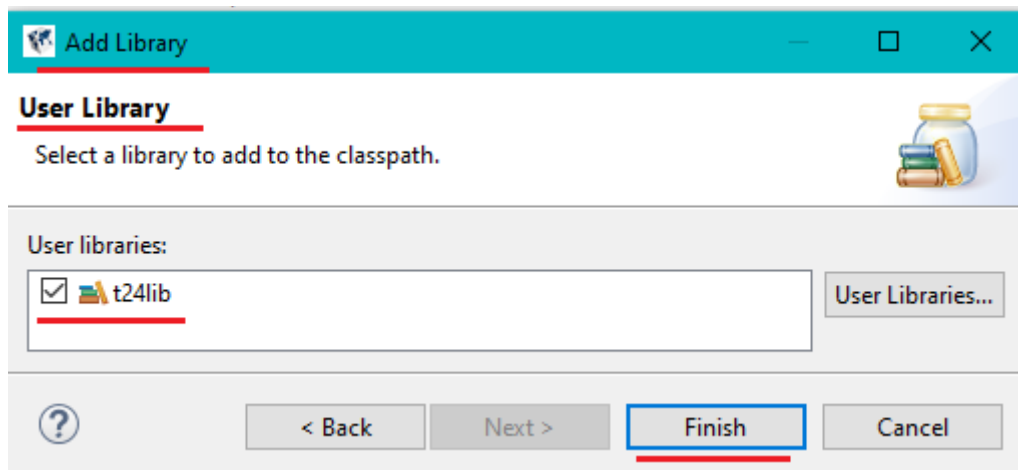 Add Library
User Library
Select a library to add to the classpath.
User libraries:
t24lib
User Libraries...
?
< Back
Next >
Finish
Cancel